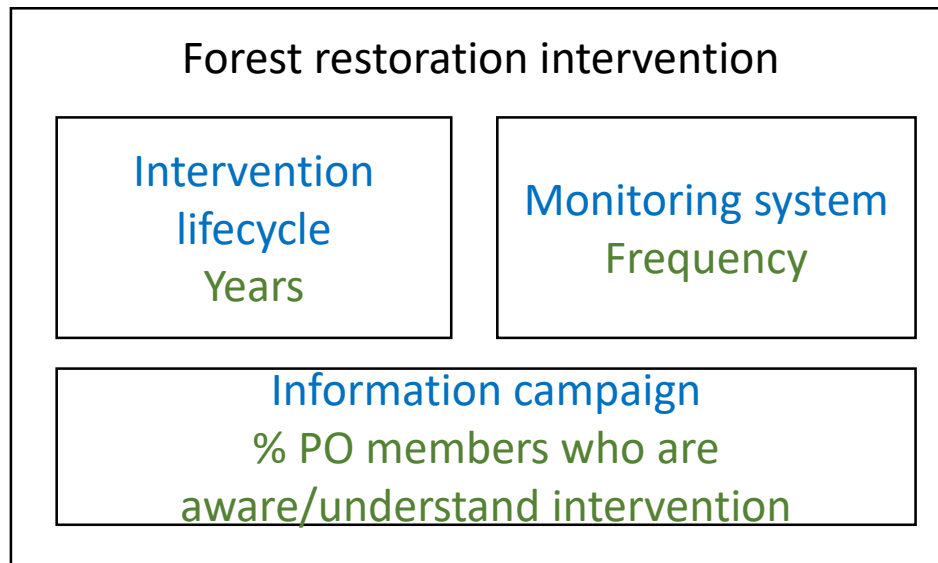 Forest restoration intervention
Intervention
lifecycle
Years
Monitoring system
Frequency
Information campaign
% PO members who are
aware/understand intervention